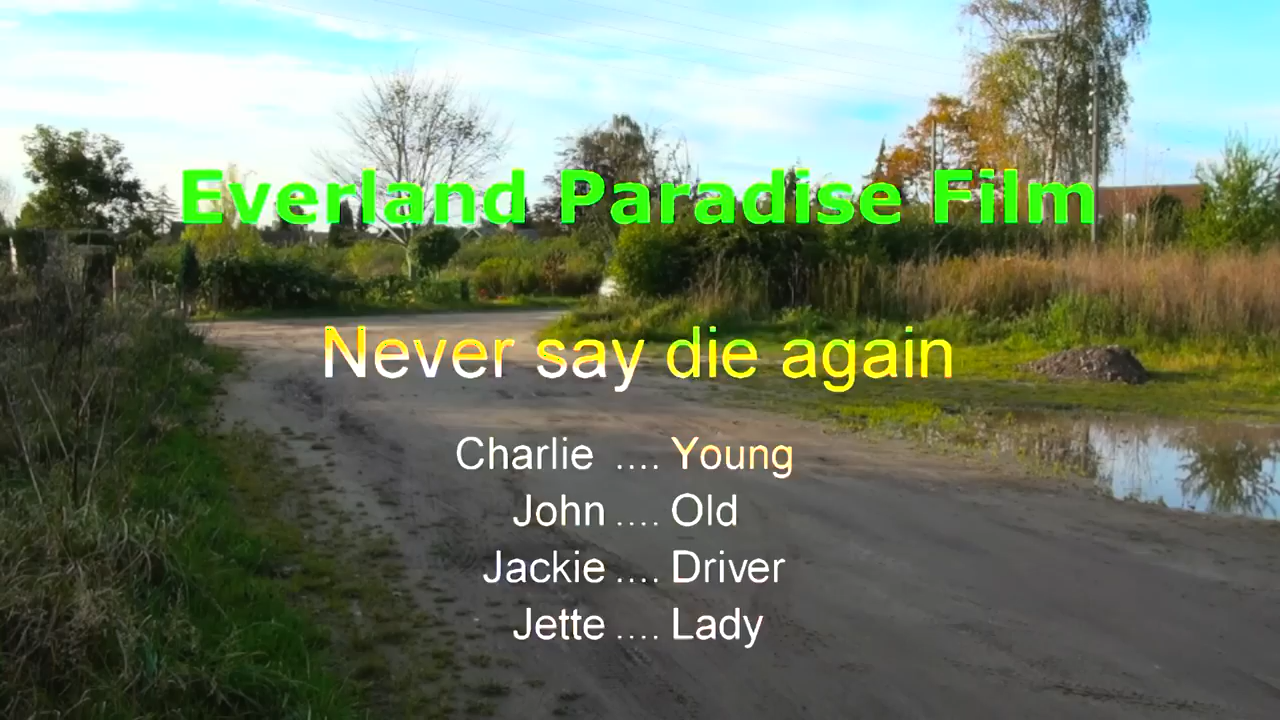 Everland Paradise Film
Never say die again
Charlie .... Young
John .... Old
Jackie .... Driver
Jette .... Lady